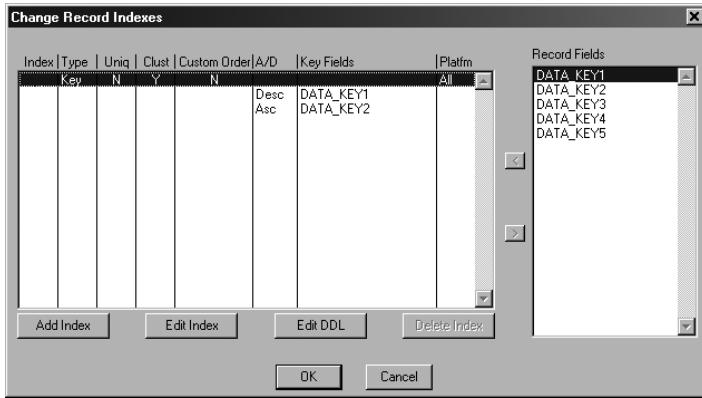 Change Record Indexes
Index Type Uniq Clust Custom Order A/D Key Fields Platfm
Key N Y N All
Desc DATA_KEY1
Asc DATA_KEY2
Record Fields
DATA_KEY1
DATA_KEY2
DATA_KEY3
DATA_KEY4
DATA_KEY5
<
>
Add Index Edit Index Edit DDL Delete Index
OK Cancel